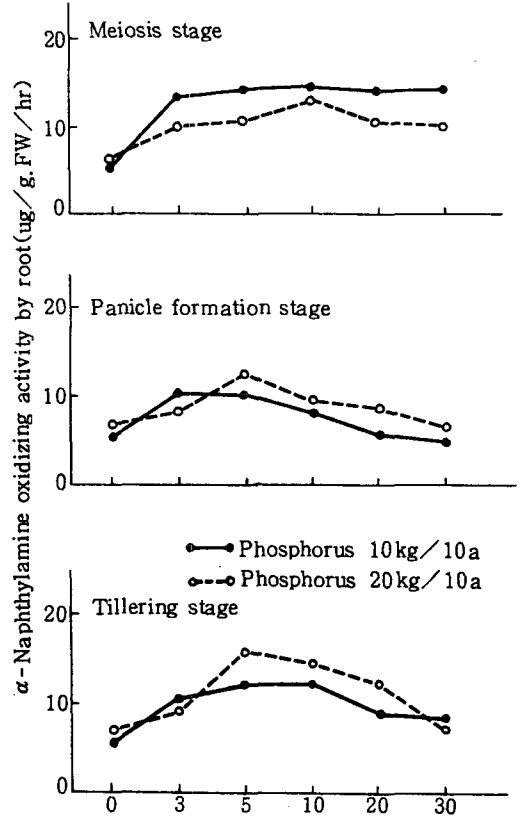 α-Naphthylamine oxidizing activity by root(ug/g.FW/hr)
Meiosis stage
20
10
0
Panicle formation stage
20
10
0
Phosphorus 10kg/10a
Phosphorus 20kg/10a
Tillering stage
20
10
0
0 3 5 10 20 30